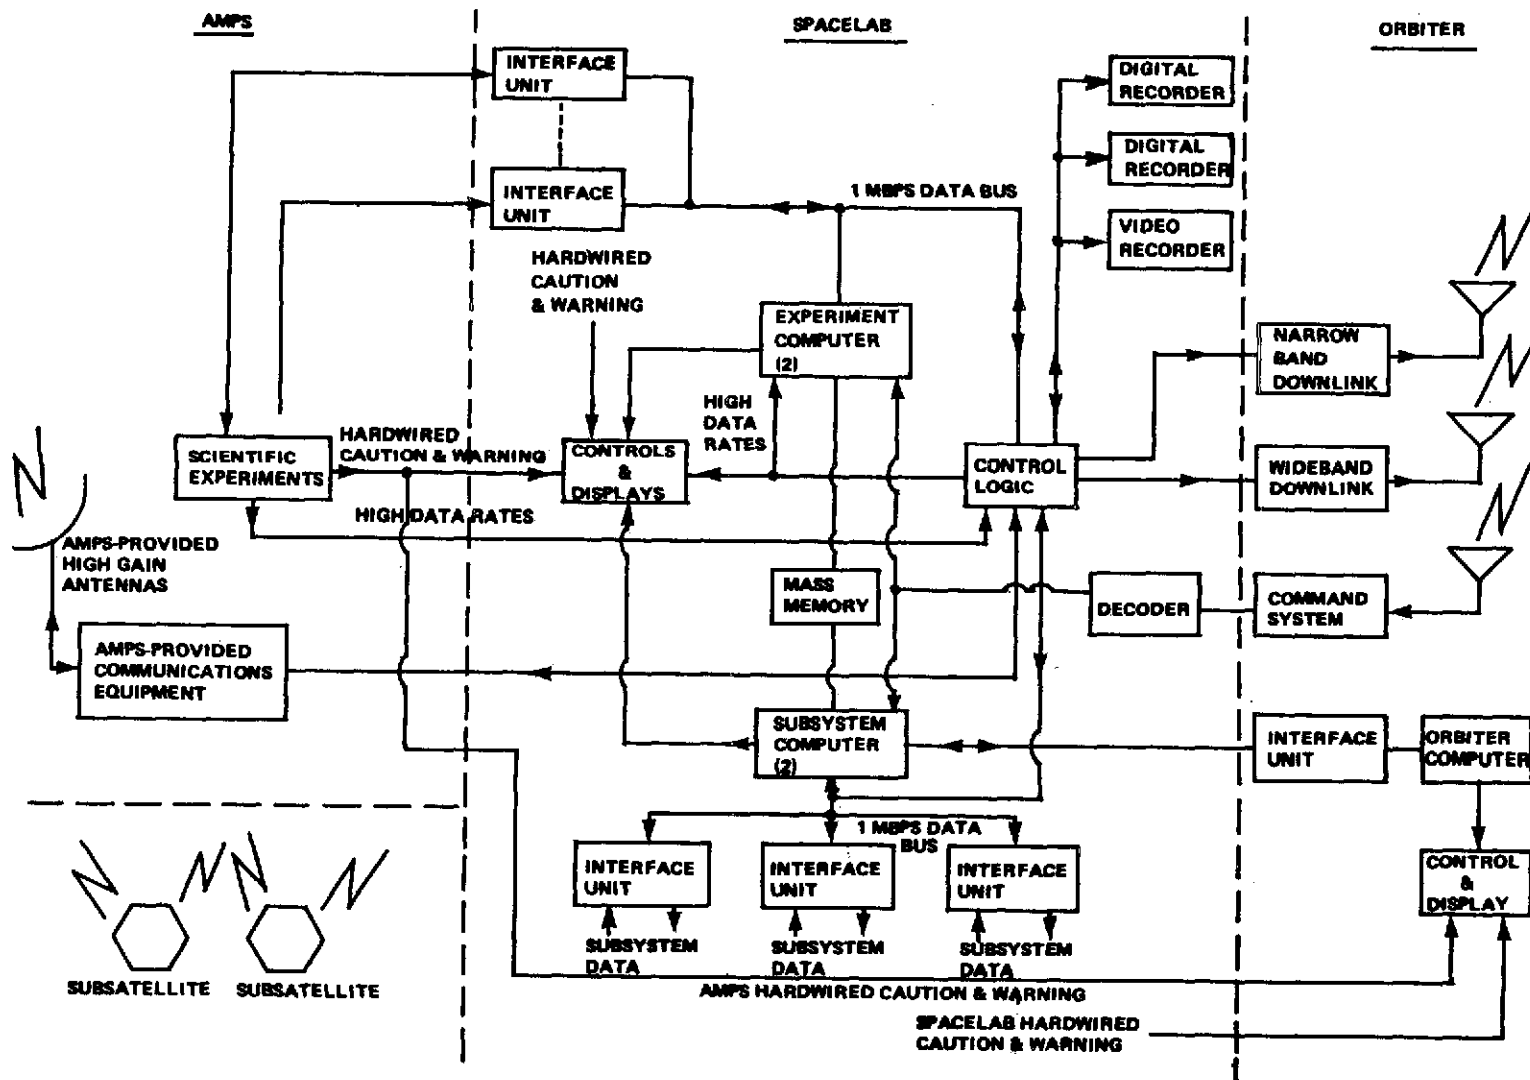 AMPS
SPACELAB
ORBITER
INTERFACE
UNIT
DIGITAL
RECORDER
DIGITAL
RECORDER
INTERFACE
UNIT
1 MBPS DATA BUS
VIDEO
RECORDER
HARDWIRED
CAUTION
& WARNING
EXPERIMENT
COMPUTER
(2)
NARROW
BAND
DOWNLINK
HIGH
DATA
RATES
SCIENTIFIC
EXPERIMENTS
HARDWIRED
CAUTION & WARNING
CONTROLS
&
DISPLAYS
CONTROL
LOGIC
WIDEBAND
DOWNLINK
HIGH DATA RATES
AMPS-PROVIDED
HIGH GAIN
ANTENNAS
MASS
MEMORY
DECODER
COMMAND
SYSTEM
AMPS-PROVIDED
COMMUNICATIONS
EQUIPMENT
SUBSYSTEM
COMPUTER
(2)
INTERFACE
UNIT
ORBITER
COMPUTER
1 MBPS DATA
BUS
INTERFACE
UNIT
INTERFACE
UNIT
INTERFACE
UNIT
CONTROL
&
DISPLAY
SUBSYSTEM
DATA
SUBSYSTEM
DATA
SUBSYSTEM
DATA
SUBSATELLITE
SUBSATELLITE
AMPS HARDWIRED CAUTION & WARNING
SPACELAB HARDWIRED
CAUTION & WARNING